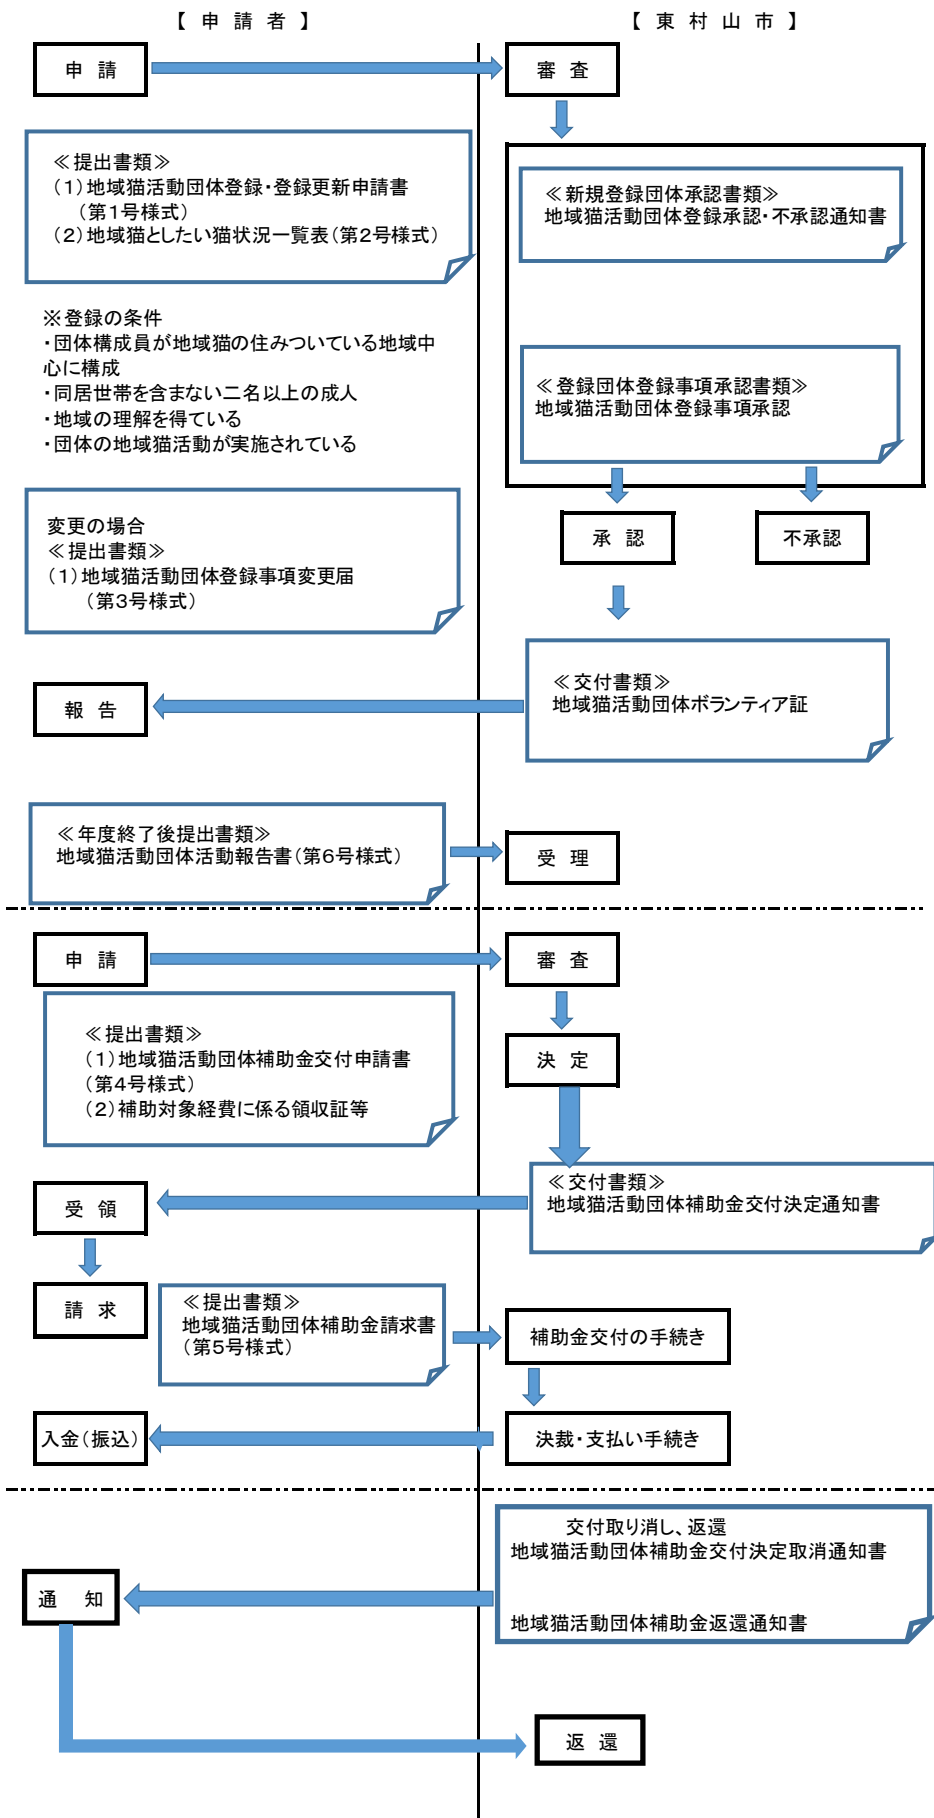 【 申 請 者 】
【 東 村 山 市 】
申 請
審 査
≪提出書類≫
（１）地域猫活動団体登録・登録更新申請書
（第１号様式）
（２）地域猫としたい猫状況一覧表（第２号様式）
≪新規登録団体承認書類≫
地域猫活動団体登録承認・不承認通知書
※登録の条件
・団体構成員が地域猫の住みついている地域中
心に構成
・同居世帯を含まない二名以上の成人
・地域の理解を得ている
・団体の地域猫活動が実施されている
≪登録団体登録事項承認書類≫
地域猫活動団体登録事項承認
変更の場合
≪提出書類≫
（１）地域猫活動団体登録事項変更届
（第３号様式）
承 認
不承認
≪交付書類≫
地域猫活動団体ボランティア証
報 告
≪年度終了後提出書類≫
地域猫活動団体活動報告書（第６号様式）
受 理
申 請
審 査
≪提出書類≫
（１）地域猫活動団体補助金交付申請書
（第４号様式）
（２）補助対象経費に係る領収証等
決 定
≪交付書類≫
地域猫活動団体補助金交付決定通知書
受 領
請 求
≪提出書類≫
地域猫活動団体補助金請求書
（第５号様式）
補助金交付の手続き
入金（振込）
決裁・支払い手続き
交付取り消し、返還
地域猫活動団体補助金交付決定取消通知書
地域猫活動団体補助金返還通知書
通 知
返 還